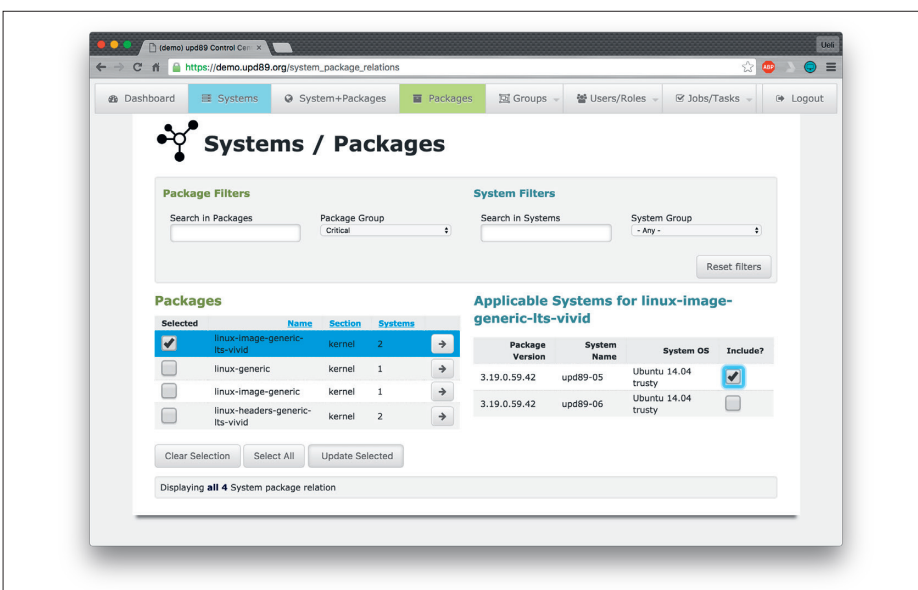 (demo) upd89 Control Cen ×
Ueli
https://demo.upd89.org/system_package_relations
ABP
Dashboard Systems System+Packages Packages Groups Users/Roles Jobs/Tasks Logout
Systems / Packages
Package Filters
Search in Packages
Package Group
Critical
System Filters
Search in Systems
System Group
- Any -
Reset filters
Packages
Selected Name Section Systems
linux-image-generic-
lts-vivid
kernel 2
linux-generic kernel 1
linux-image-generic kernel 1
linux-headers-generic-
lts-vivid
kernel 2
Clear Selection Select All Update Selected
Displaying all 4 System package relation
Applicable Systems for linux-image-
generic-lts-vivid
Package
Version
System
Name
System OS
Include?
3.19.0.59.42 upd89-05
Ubuntu 14.04
trusty
3.19.0.59.42 upd89-06
Ubuntu 14.04
trusty